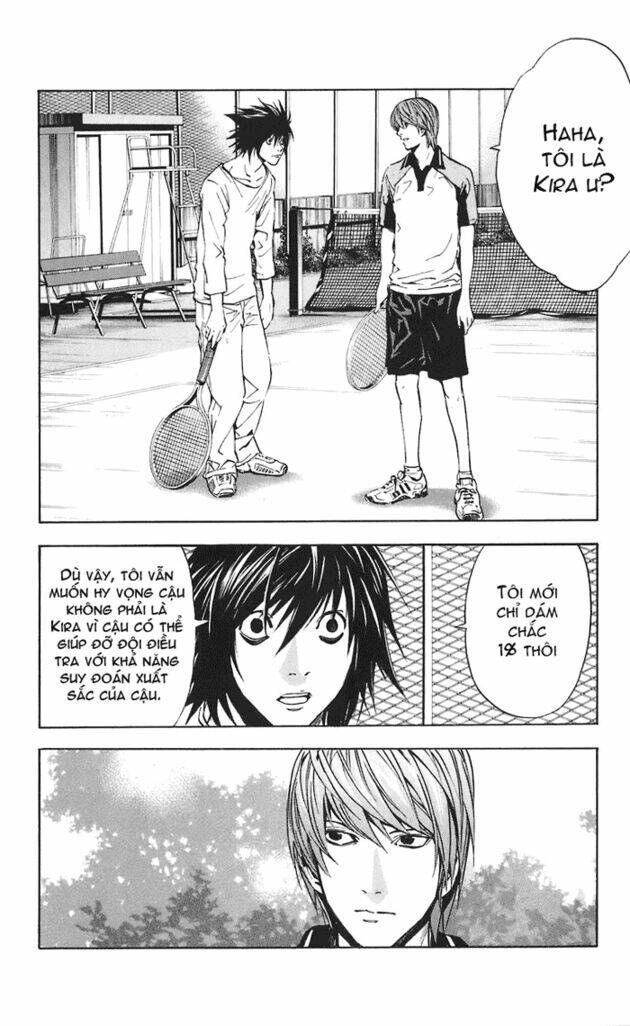 HAHA,
TÔI LÀ
KIRA Ư?
TÔI MỚI
CHỈ DÁM
CHẮC
1% THÔI
DÙ VẬY, TÔI VẪN
MUỐN HY VỌNG CẬU
KHÔNG PHẢI LÀ
KIRA VÌ CẬU CÓ THỂ
GIÚP ĐỠ ĐỘI ĐIỀU
TRA VỚI KHẢ NĂNG
SUY ĐOÁN XUẤT
SẮC CỦA CẬU.